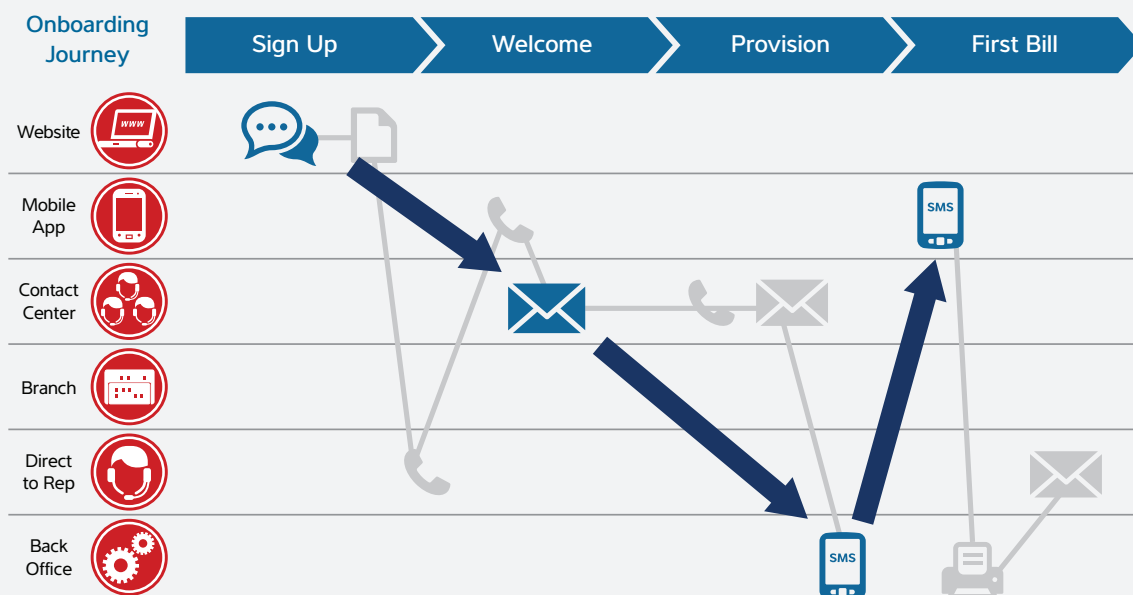 Onboarding
Journey
Sign Up
Welcome
Provision
First Bill
Website
www
Mobile
App
SMS
Contact
Center
Branch
Direct
to Rep
Back
Office
SMS